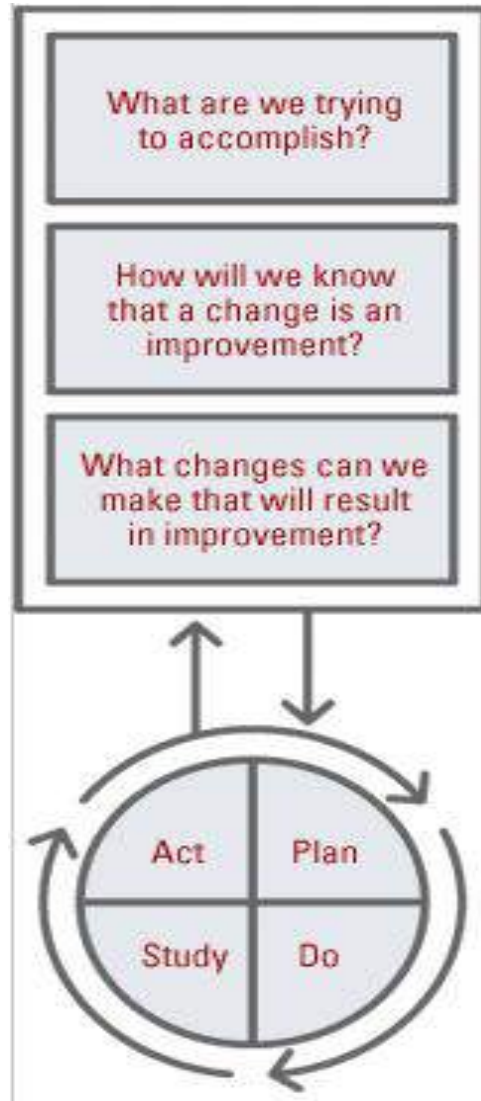 What are we trying
to accomplish?
How will we know
that a change is an
improvement?
What changes can we
make that will result
in improvement?
Act
Plan
Study
Do